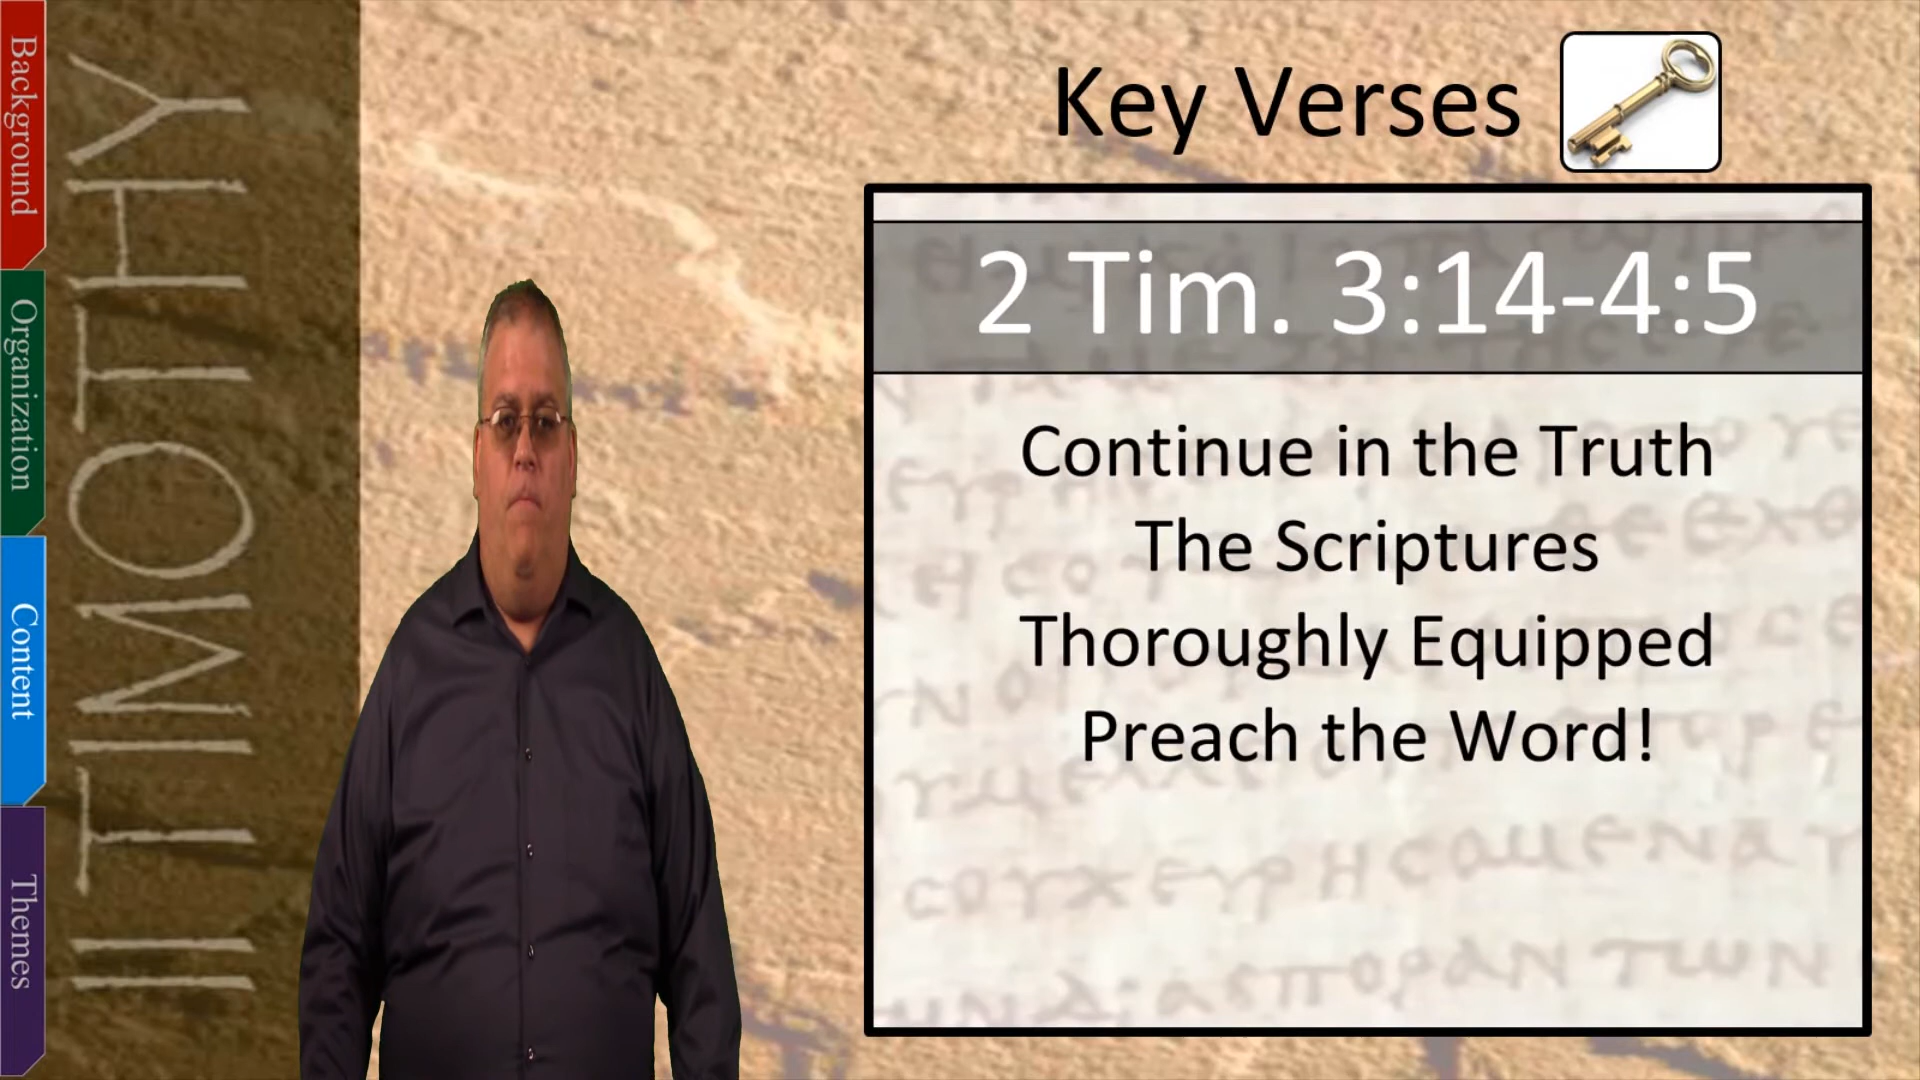 Background
Organization
Content
Themes
II TIMOTHY
Key Verses
2 Tim. 3:14-4:5
Continue in the Truth
The Scriptures
Thoroughly Equipped
Preach the Word!